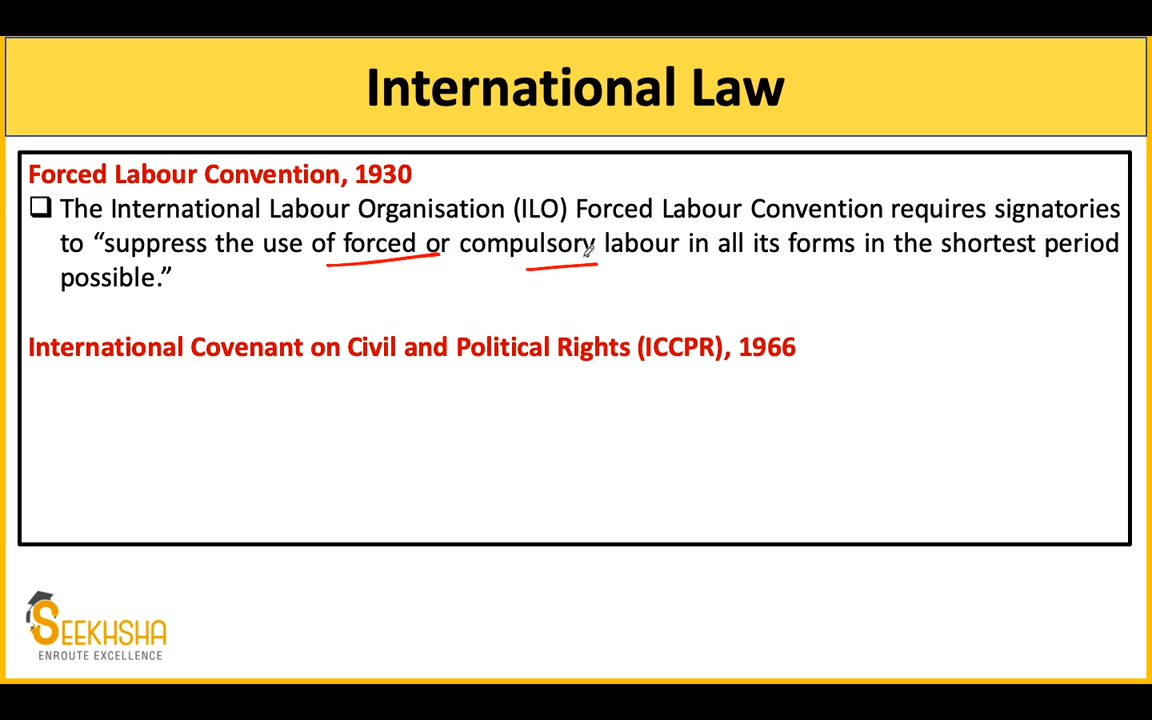 International Law
Forced Labour Convention, 1930
❑ The International Labour Organisation (ILO) Forced Labour Convention requires signatories
to “suppress the use of forced or compulsory labour in all its forms in the shortest period
possible.”
International Covenant on Civil and Political Rights (ICCPR), 1966
SEEKHSHA
ENROUTE EXCELLENCE